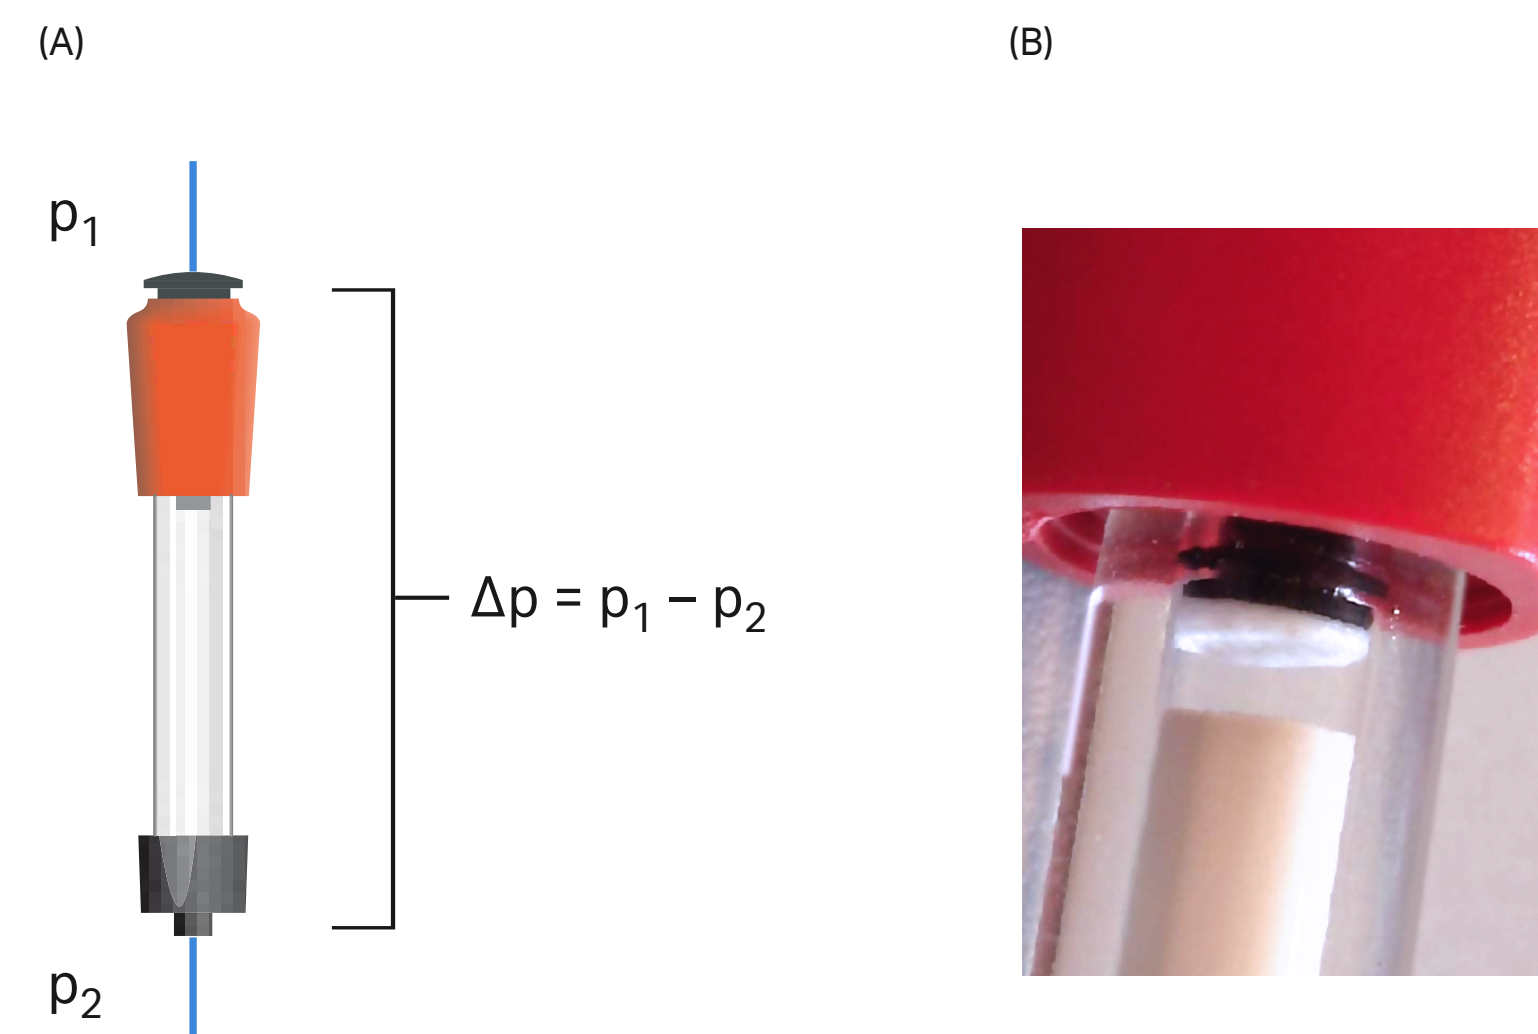 (A)
(B)
p1
Δp = p1 – p2
p2